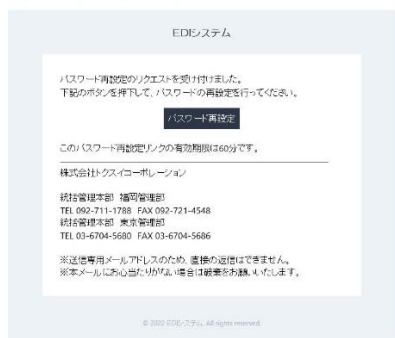 EDIシステム
パスワード再設定のリクエストを受け付けました。
下記のボタンを押下して、パスワードの再設定を行ってください。
パスワード再設定
このパスワード再設定リンクの有効期限は60分です。
株式会社トクスイコーポレーション
統括管理本部 福岡管理部
TEL 092-711-1788 FAX 092-721-4548
統括管理本部 東京管理部
TEL 03-6704-5680 FAX 03-6704-5686
※送信専用メールアドレスのため、直接の返信はできません。
※本メールにお心当たりがない場合は破棄をお願いいたします。
© 2022 EDIシステム. All rights reserved.